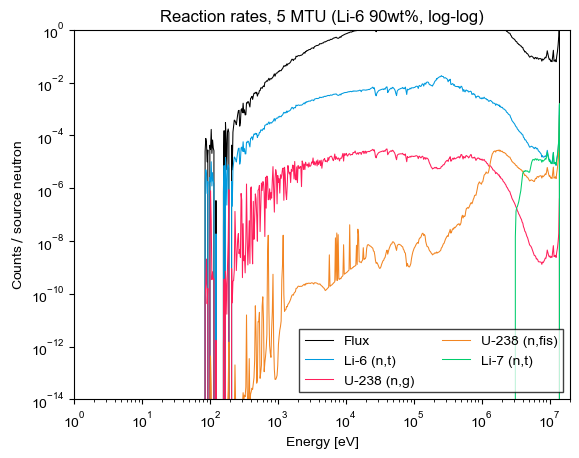 Reaction rates, 5 MTU (Li-6 90wt%, log-log)
Counts / source neutron
10^0
10^-2
10^-4
10^-6
10^-8
10^-10
10^-12
10^-14
Flux
Li-6 (n,t)
U-238 (n,g)
U-238 (n,fis)
Li-7 (n,t)
10^0 10^1 10^2 10^3 10^4 10^5 10^6 10^7
Energy [eV]